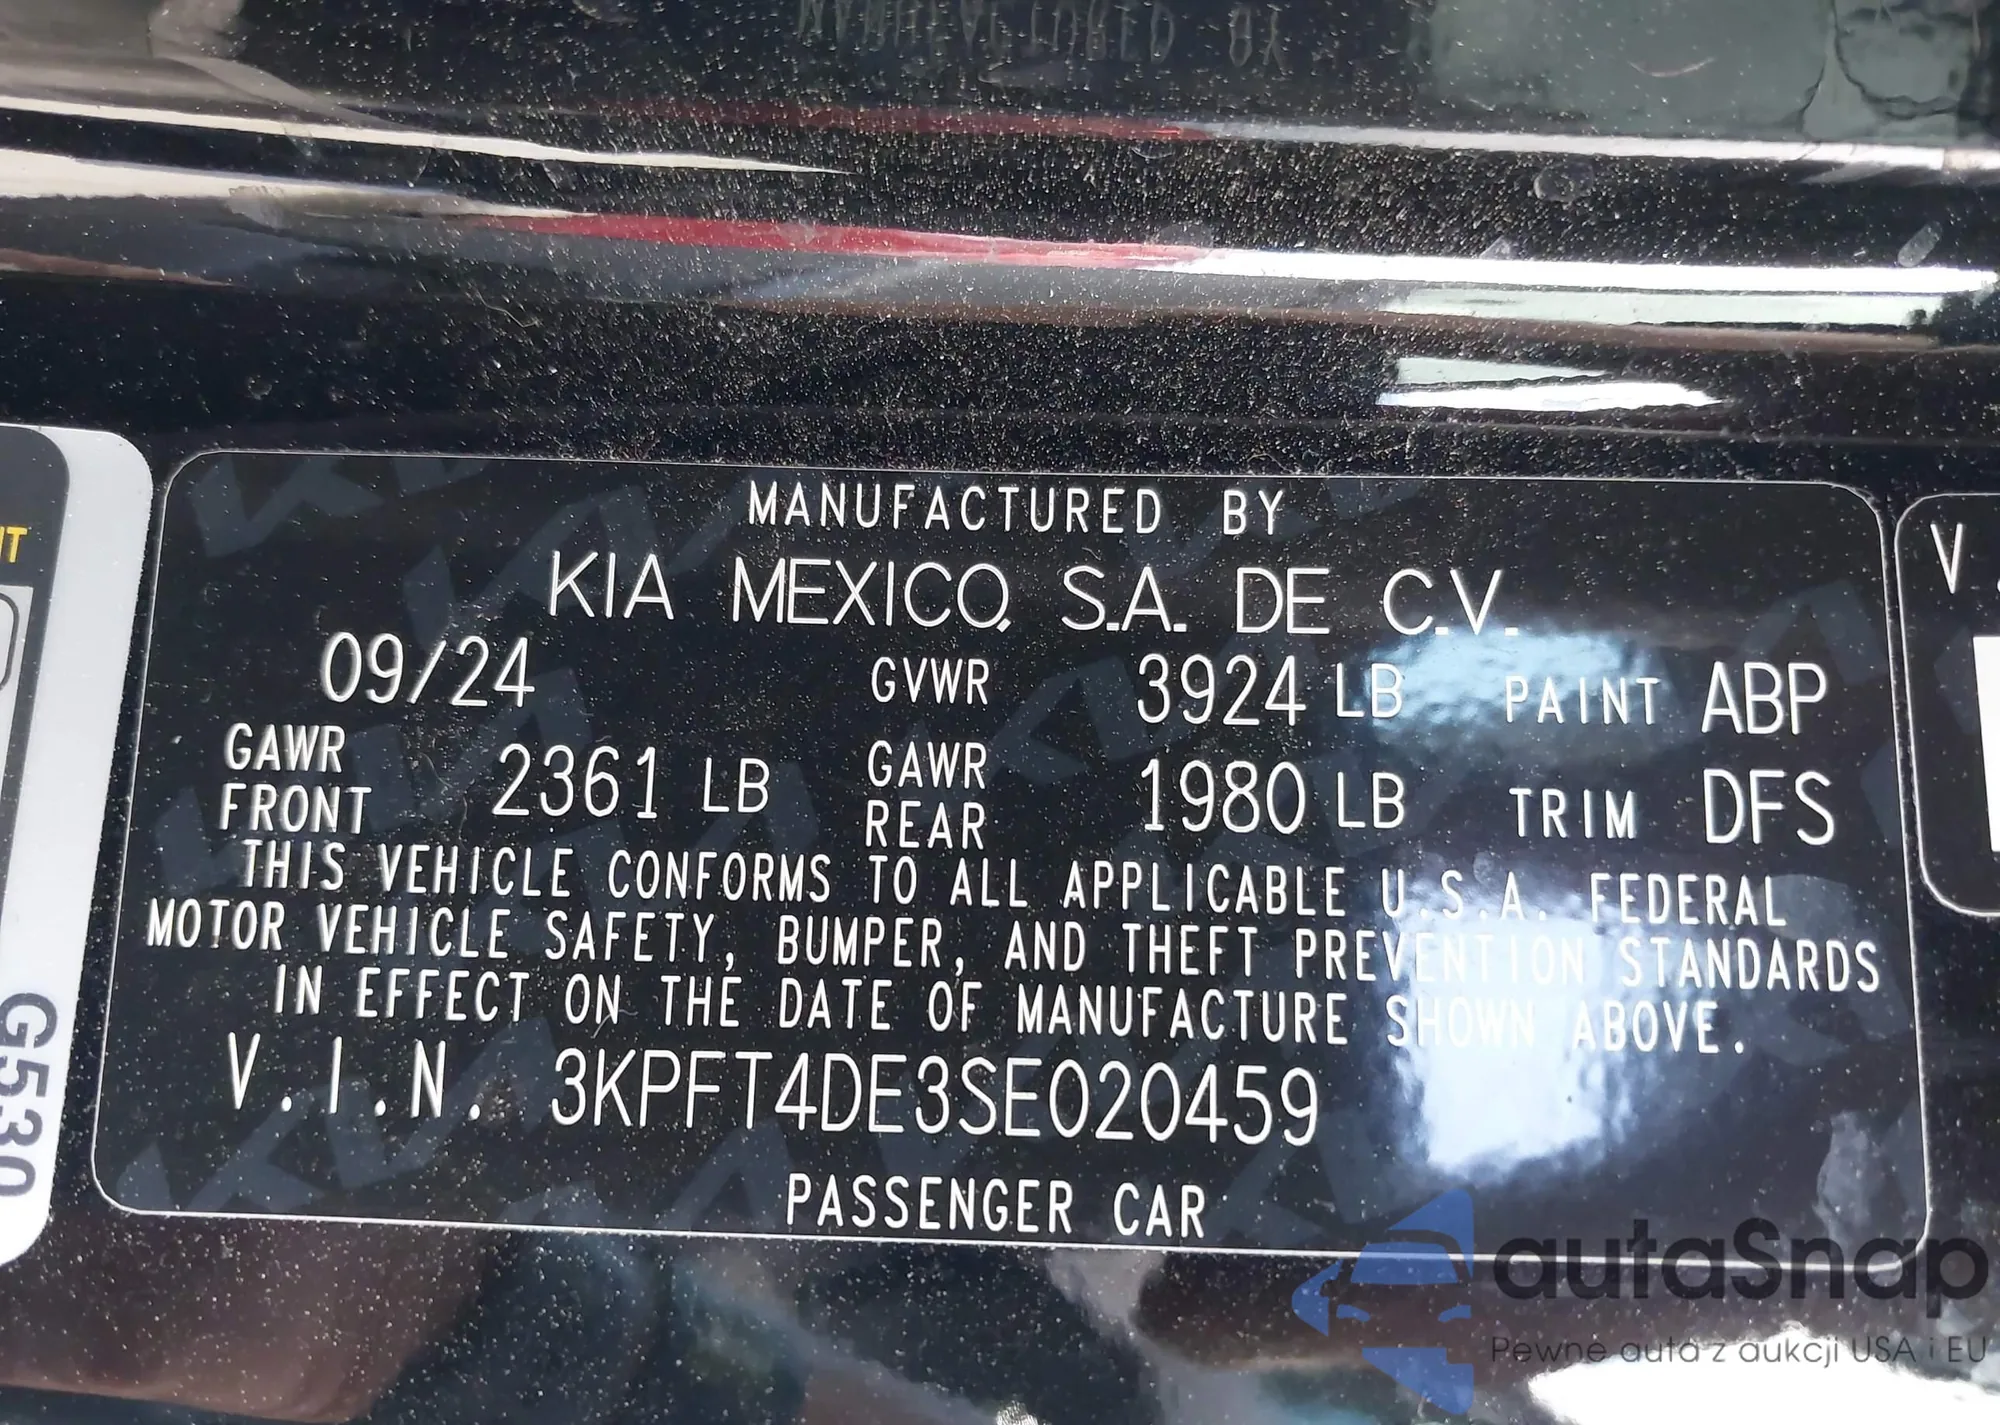 MANUFACTURED BY
KIA MEXICO, S.A. DE C.V.
09/24 GVWR 3924 LB PAINT ABP
GAWR FRONT 2361 LB GAWR REAR 1980 LB TRIM DFS
THIS VEHICLE CONFORMS TO ALL APPLICABLE U.S.A. FEDERAL
MOTOR VEHICLE SAFETY, BUMPER, AND THEFT PREVENTION STANDARDS
IN EFFECT ON THE DATE OF MANUFACTURE SHOWN ABOVE.
V.I.N. 3KPFT4DE3SE020459
PASSENGER CAR
G530
V.
autaSnap
Pewne auta z aukcji USA i EU